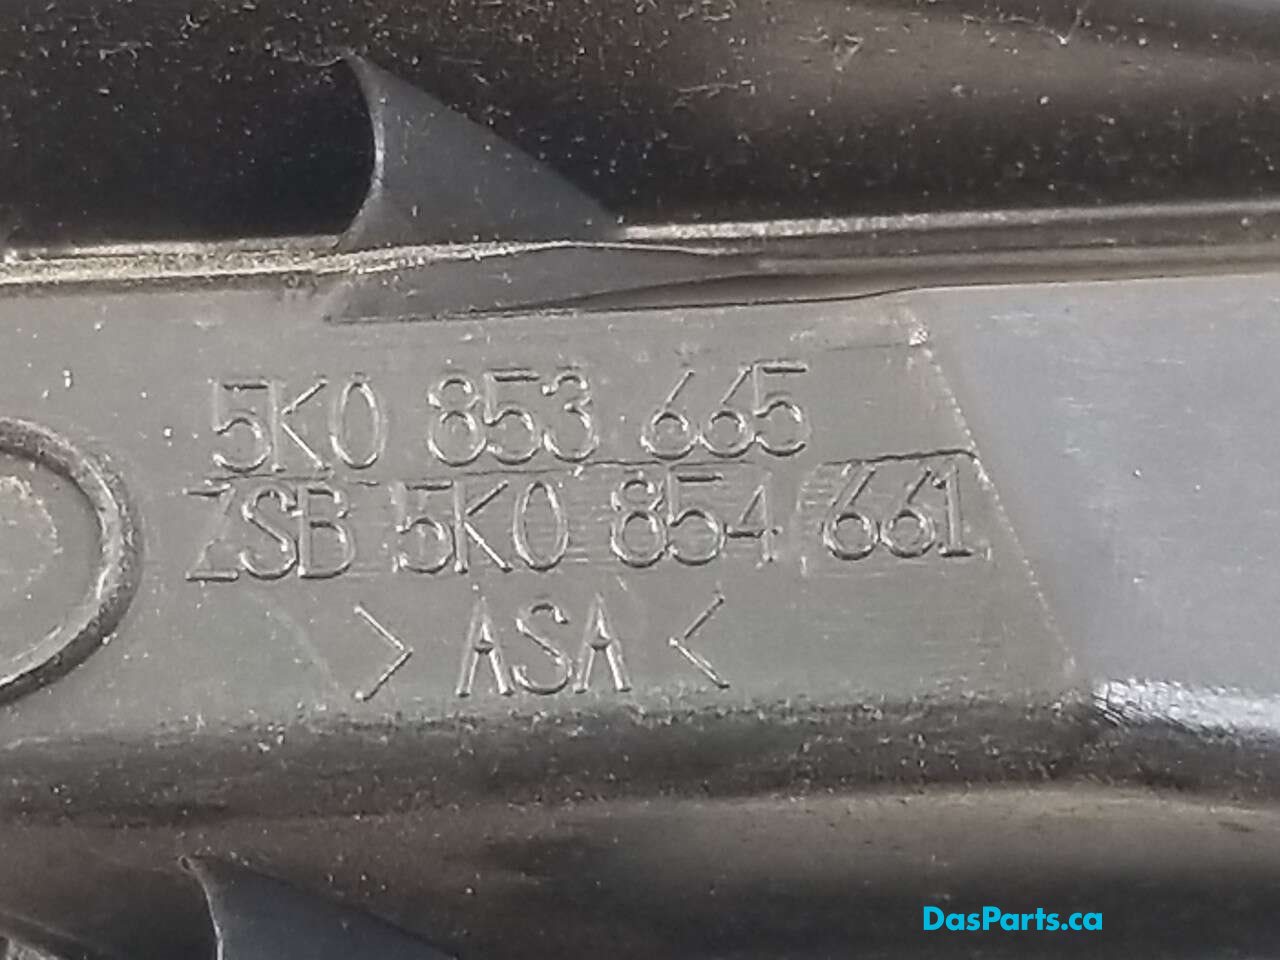 5K0 853 665
ZSB 5K0 854 661
> ASA <
DasParts.ca